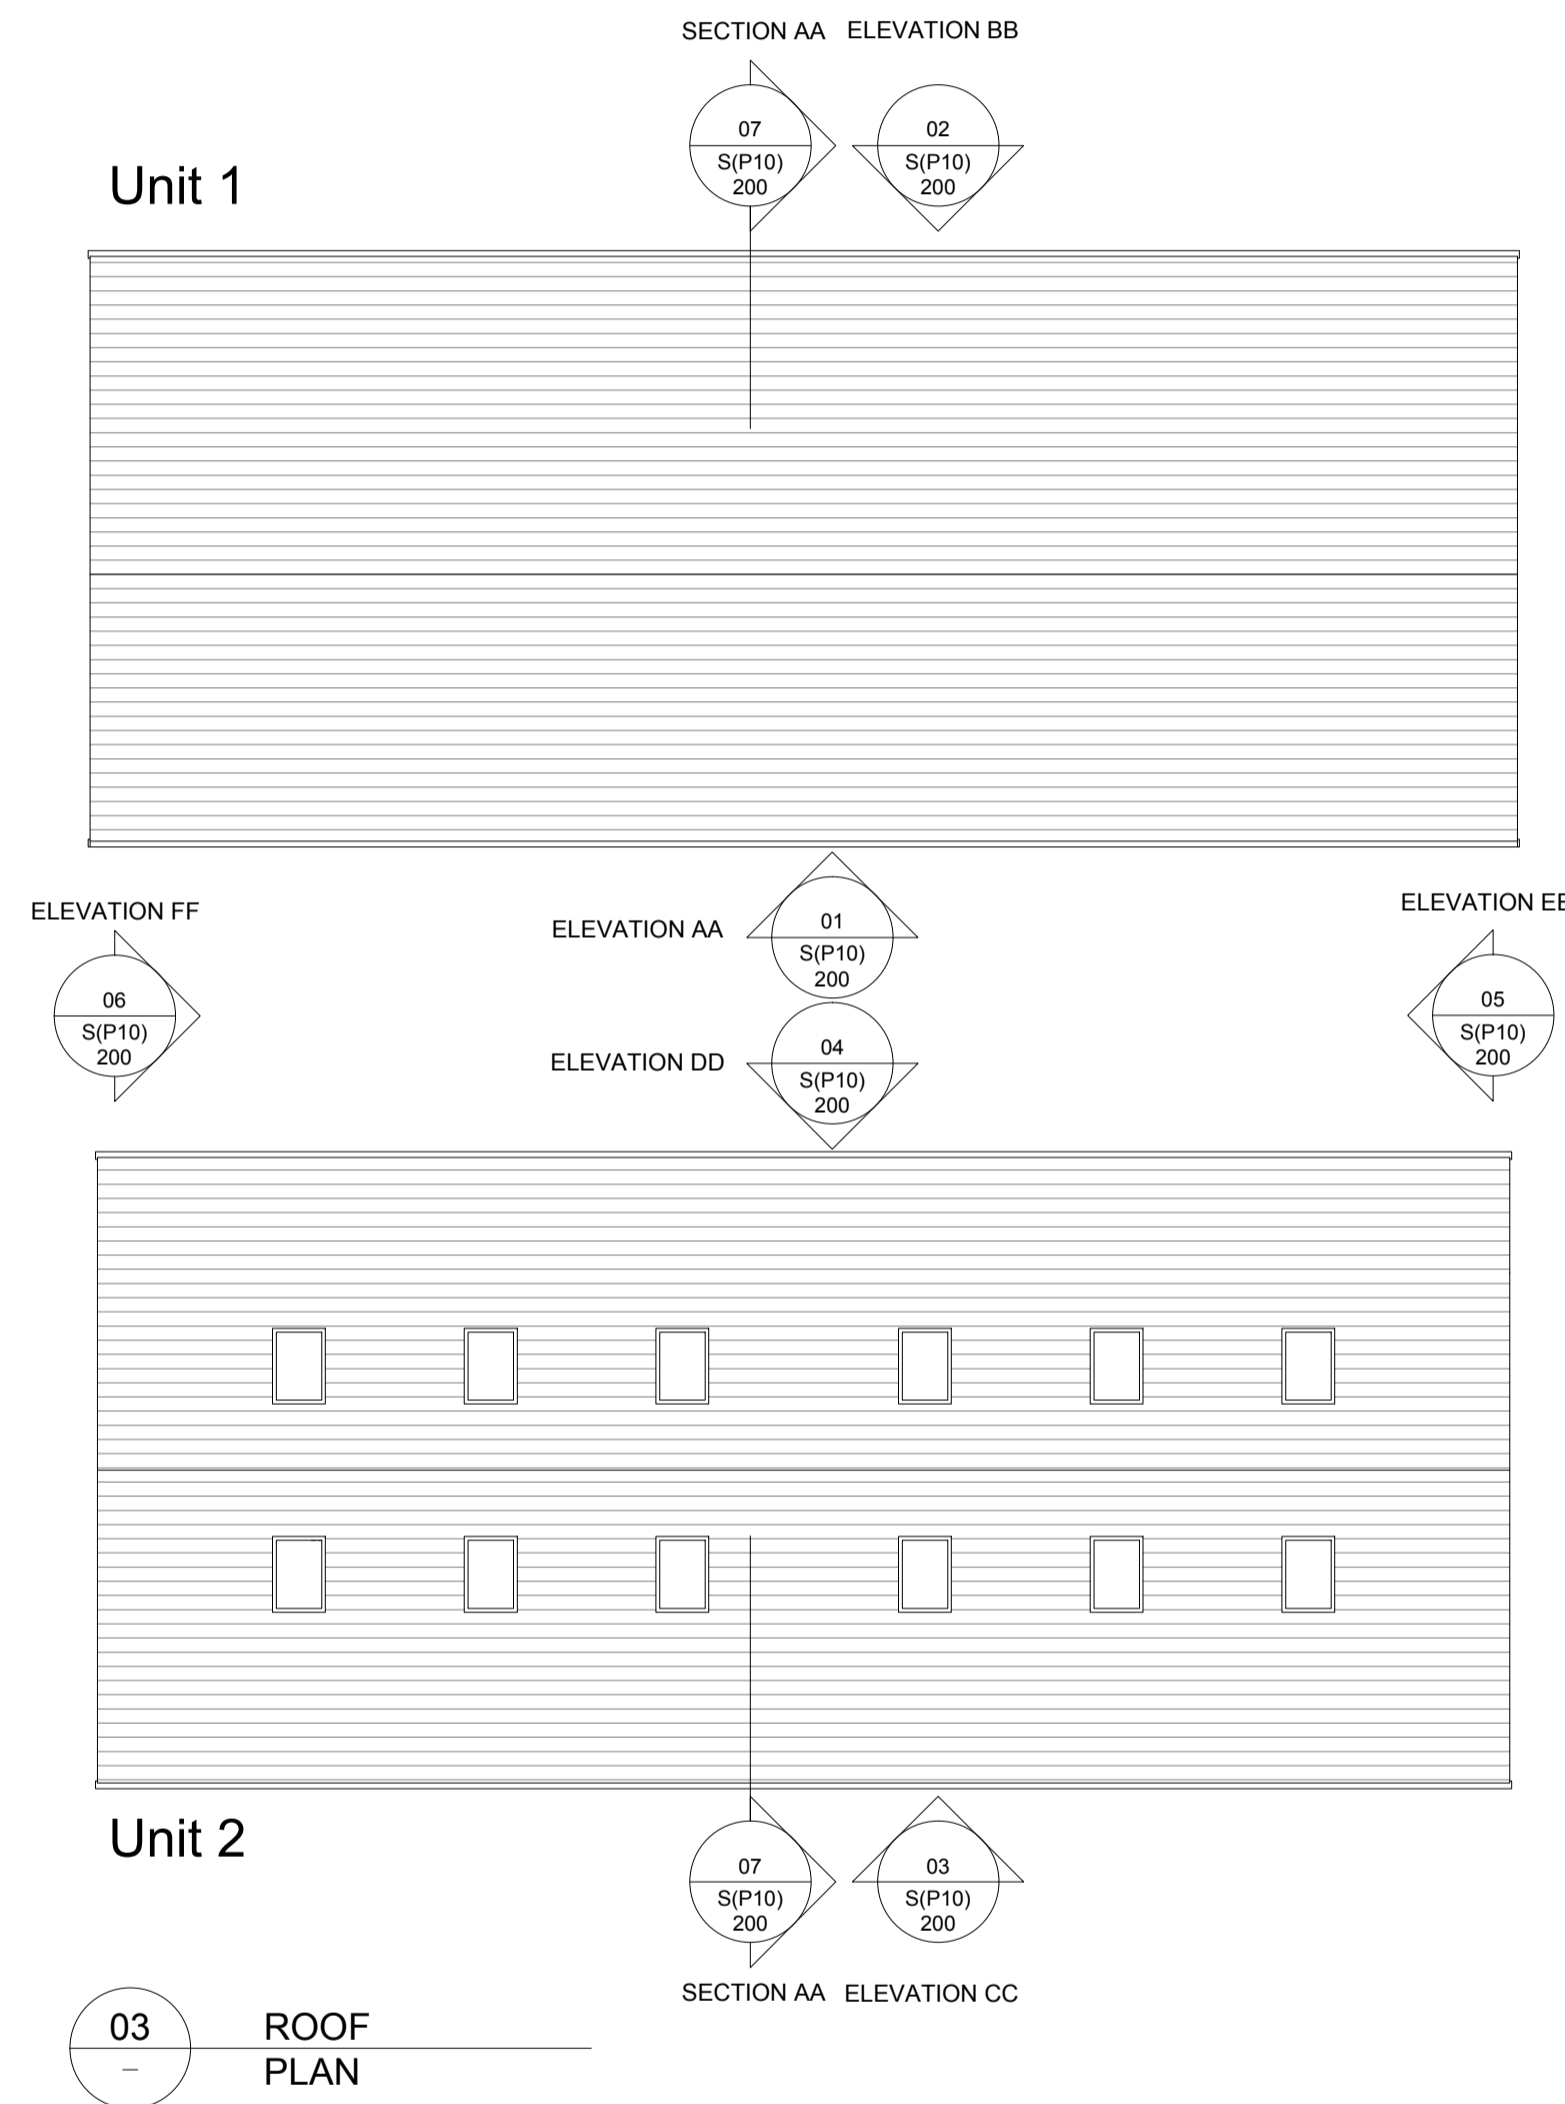 SECTION AA ELEVATION BB
07
S(P10)
200
02
S(P10)
200
Unit 1
ELEVATION FF
06
S(P10)
200
ELEVATION AA
01
S(P10)
200
ELEVATION DD
04
S(P10)
200
ELEVATION EE
05
S(P10)
200
Unit 2
07
S(P10)
200
03
S(P10)
200
SECTION AA ELEVATION CC
03
–
ROOF
PLAN